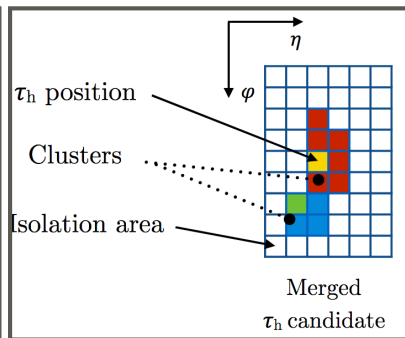 η
φ
τh position
Clusters
Isolation area
Merged
τh candidate